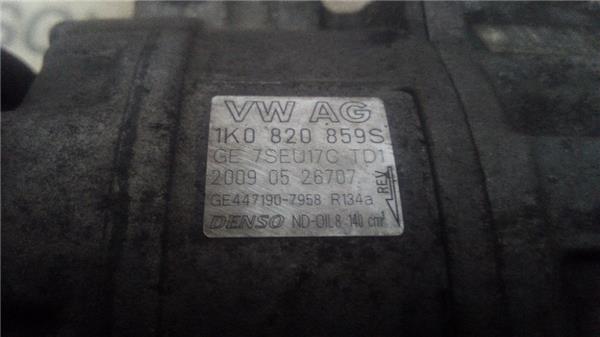 VW AG
1K0 820 859S
GE 7SEU17C TD1
2009 05 26707
REV
GE447190-7958 R134a
DENSO ND-OIL8 140 cm³